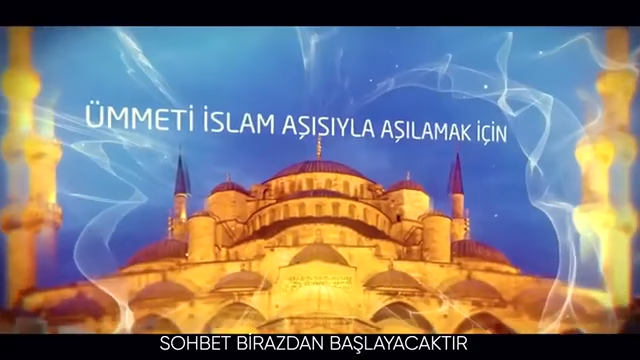 ÜMMETİ İSLAM AŞISIYLA AŞILAMAK İÇİN
SOHBET BİRAZDAN BAŞLAYACAKTIR